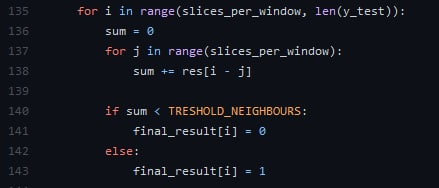 135 for i in range(slices_per_window, len(y_test)):
136 sum = 0
137 for j in range(slices_per_window):
138 sum += res[i - j]
139
140 if sum < TRESHOLD_NEIGHBOURS:
141 final_result[i] = 0
142 else:
143 final_result[i] = 1